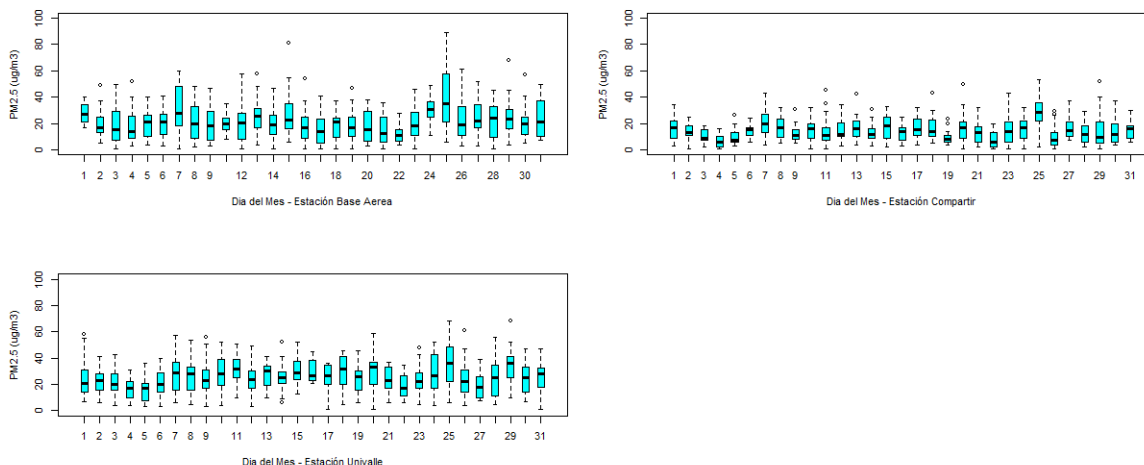 PM2.5 (ug/m3)
0 20 40 60 80 100
1 2 3 4 5 6 7 8 9 12 14 16 18 20 22 24 26 28 30
Dia del Mes - Estación Base Aerea
PM2.5 (ug/m3)
0 20 40 60 80 100
1 2 3 4 5 6 7 8 9 11 13 15 17 19 21 23 25 27 29 31
Dia del Mes - Estación Compartir
PM2.5 (ug/m3)
0 20 40 60 80 100
1 2 3 4 5 6 7 8 9 11 13 15 17 19 21 23 25 27 29 31
Dia del Mes - Estación Univalle